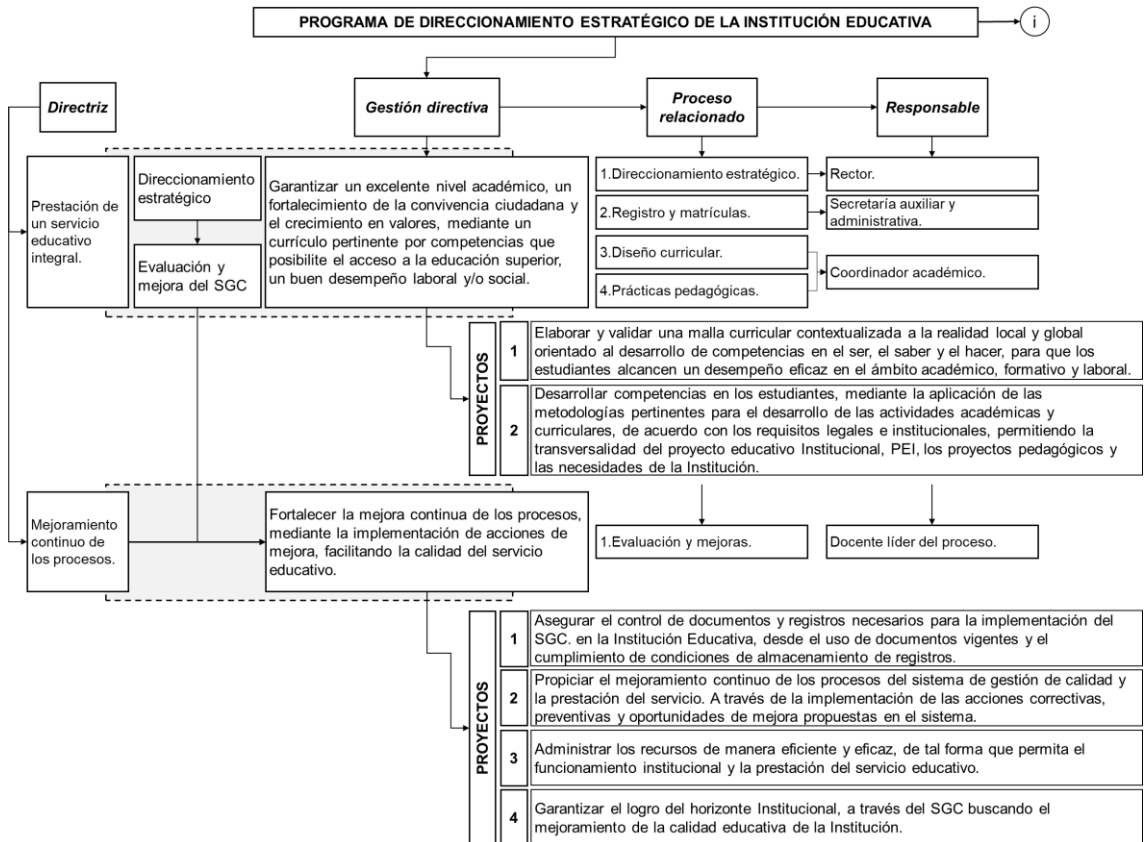 PROGRAMA DE DIRECCIONAMIENTO ESTRATÉGICO DE LA INSTITUCIÓN EDUCATIVA
i
Directriz
Gestión directiva
Proceso
relacionado
Responsable
Prestación de
un servicio
educativo
integral.
Direccionamiento
estratégico
Evaluación y
mejora del SGC
Garantizar un excelente nivel académico, un
fortalecimiento de la convivencia ciudadana y
el crecimiento en valores, mediante un
currículo pertinente por competencias que
posibilite el acceso a la educación superior,
un buen desempeño laboral y/o social.
1.Direccionamiento estratégico.
Rector.
2.Registro y matrículas.
Secretaría auxiliar y
administrativa.
3.Diseño curricular.
4.Prácticas pedagógicas.
Coordinador académico.
PROYECTOS
1
Elaborar y validar una malla curricular contextualizada a la realidad local y global
orientado al desarrollo de competencias en el ser, el saber y el hacer, para que los
estudiantes alcancen un desempeño eficaz en el ámbito académico, formativo y laboral.
2
Desarrollar competencias en los estudiantes, mediante la aplicación de las
metodologías pertinentes para el desarrollo de las actividades académicas y
curriculares, de acuerdo con los requisitos legales e institucionales, permitiendo la
transversalidad del proyecto educativo Institucional, PEI, los proyectos pedagógicos y
las necesidades de la Institución.
Mejoramiento
continuo de
los procesos.
Fortalecer la mejora continua de los procesos,
mediante la implementación de acciones de
mejora, facilitando la calidad del servicio
educativo.
1.Evaluación y mejoras.
Docente líder del proceso.
PROYECTOS
1
Asegurar el control de documentos y registros necesarios para la implementación del
SGC. en la Institución Educativa, desde el uso de documentos vigentes y el
cumplimiento de condiciones de almacenamiento de registros.
2
Propiciar el mejoramiento continuo de los procesos del sistema de gestión de calidad y
la prestación del servicio. A través de la implementación de las acciones correctivas,
preventivas y oportunidades de mejora propuestas en el sistema.
3
Administrar los recursos de manera eficiente y eficaz, de tal forma que permita el
funcionamiento institucional y la prestación del servicio educativo.
4
Garantizar el logro del horizonte Institucional, a través del SGC buscando el
mejoramiento de la calidad educativa de la Institución.